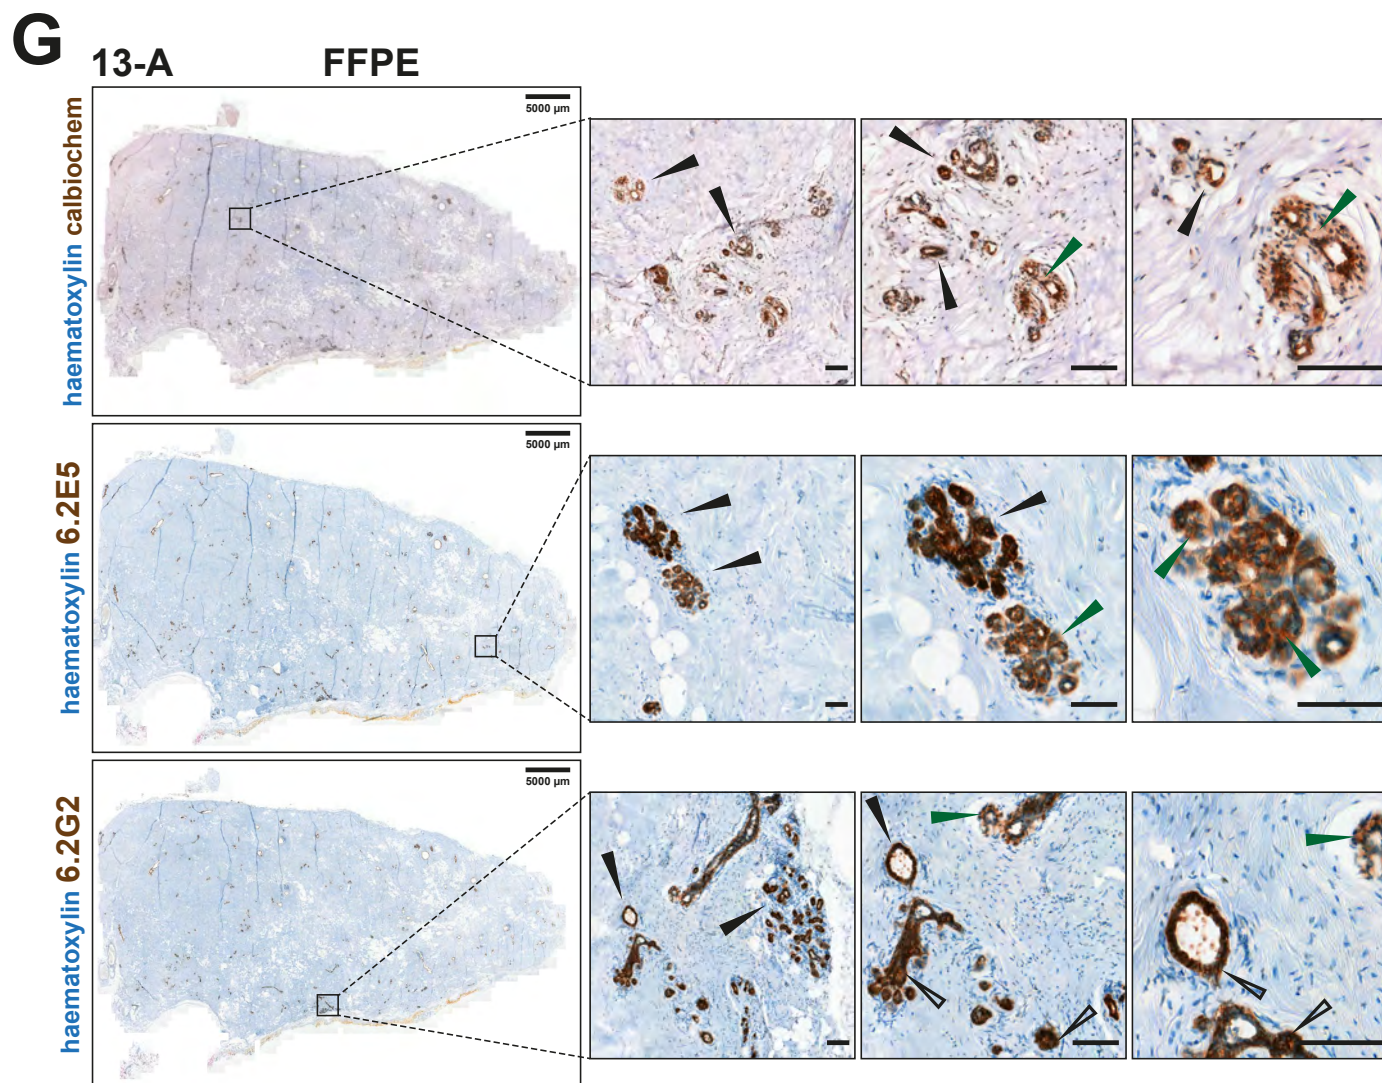 G
13-A FFPE
haematoxylin calbiochem
5000 µm
haematoxylin 6.2E5
5000 µm
haematoxylin 6.2G2
5000 µm